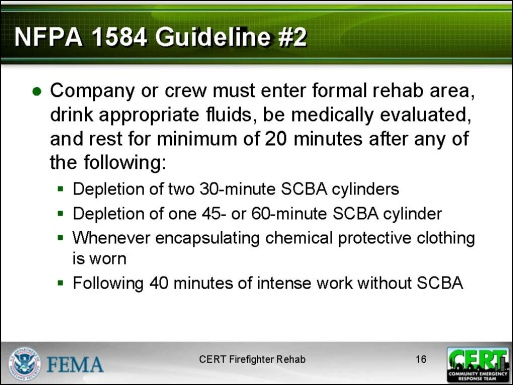 NFPA 1584 Guideline #2
● Company or crew must enter formal rehab area,
drink appropriate fluids, be medically evaluated,
and rest for minimum of 20 minutes after any of
the following:
▪ Depletion of two 30-minute SCBA cylinders
▪ Depletion of one 45- or 60-minute SCBA cylinder
▪ Whenever encapsulating chemical protective clothing
is worn
▪ Following 40 minutes of intense work without SCBA
FEMA
CERT Firefighter Rehab
16
CERT
COMMUNITY EMERGENCY
RESPONSE TEAM